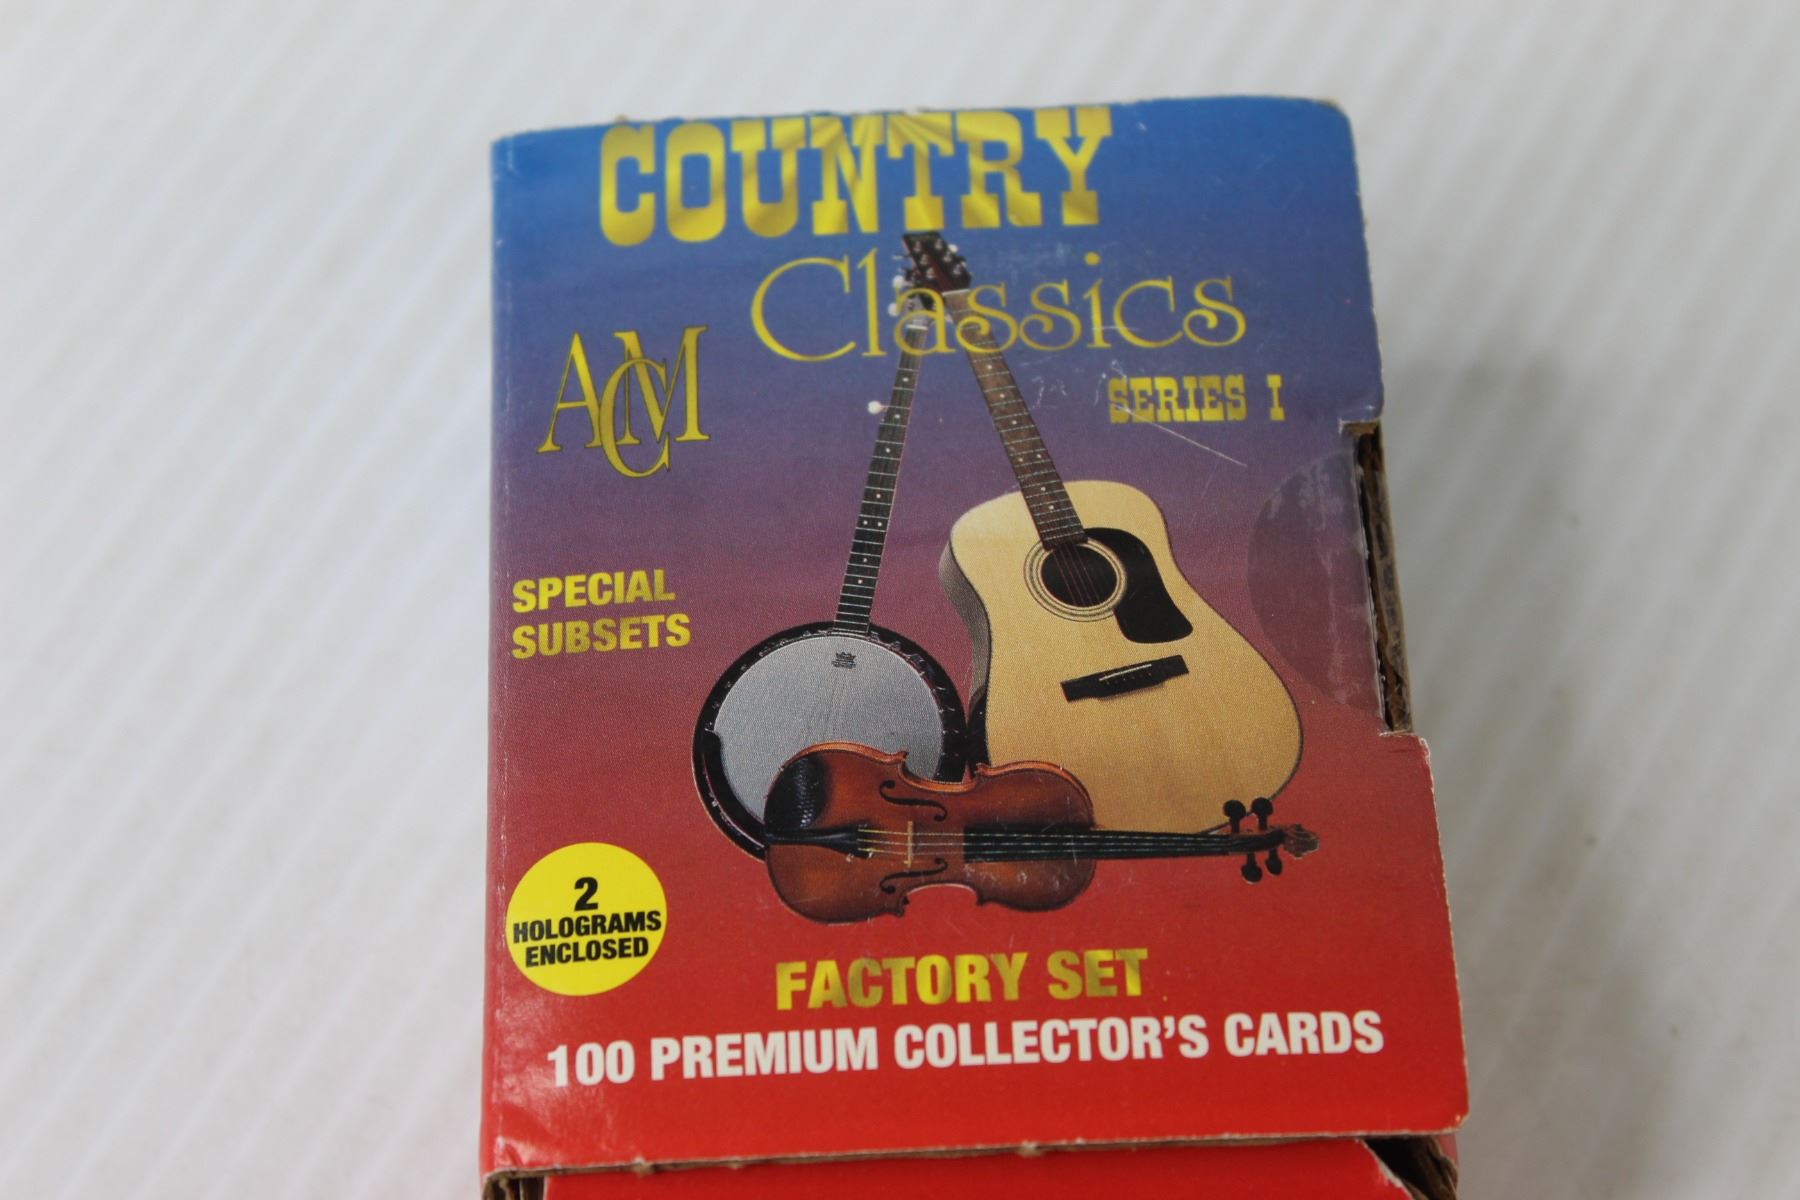 COUNTRY
Classics
ACM
SERIES I
SPECIAL
SUBSETS
2
HOLOGRAMS
ENCLOSED
FACTORY SET
100 PREMIUM COLLECTOR'S CARDS